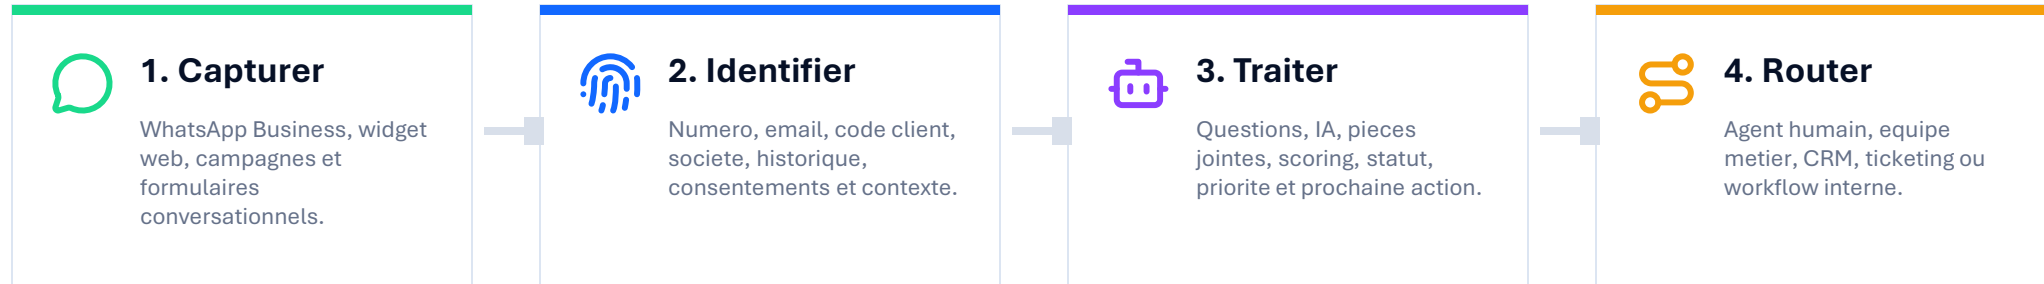 1. Capturer
WhatsApp Business, widget
web, campagnes et
formulaires
conversationnels.
2. Identifier
Numero, email, code client,
societe, historique,
consentements et contexte.
3. Traiter
Questions, IA, pieces
jointes, scoring, statut,
priorite et prochaine action.
4. Router
Agent humain, equipe
metier, CRM, ticketing ou
workflow interne.